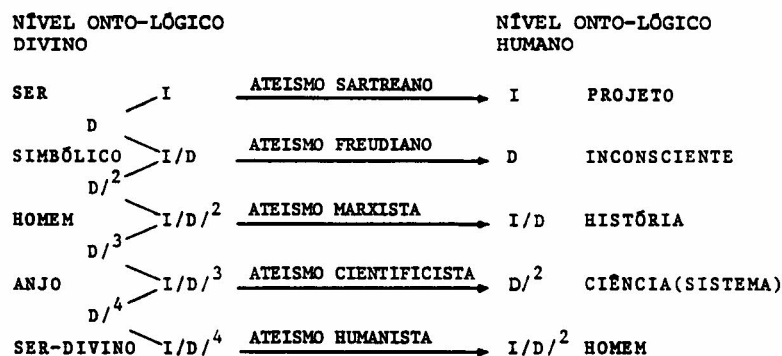 NÍVEL ONTO-LÓGICO NÍVEL ONTO-LÓGICO
DIVINO HUMANO
SER I ATEISMO SARTREANO I PROJETO
D
SIMBÓLICO I/D ATEISMO FREUDIANO D INCONSCIENTE
D/²
HOMEM I/D/² ATEISMO MARXISTA I/D HISTÓRIA
D/³
ANJO I/D/³ ATEISMO CIENTIFICISTA D/² CIÊNCIA(SISTEMA)
D/⁴
SER-DIVINO I/D/⁴ ATEISMO HUMANISTA I/D/² HOMEM